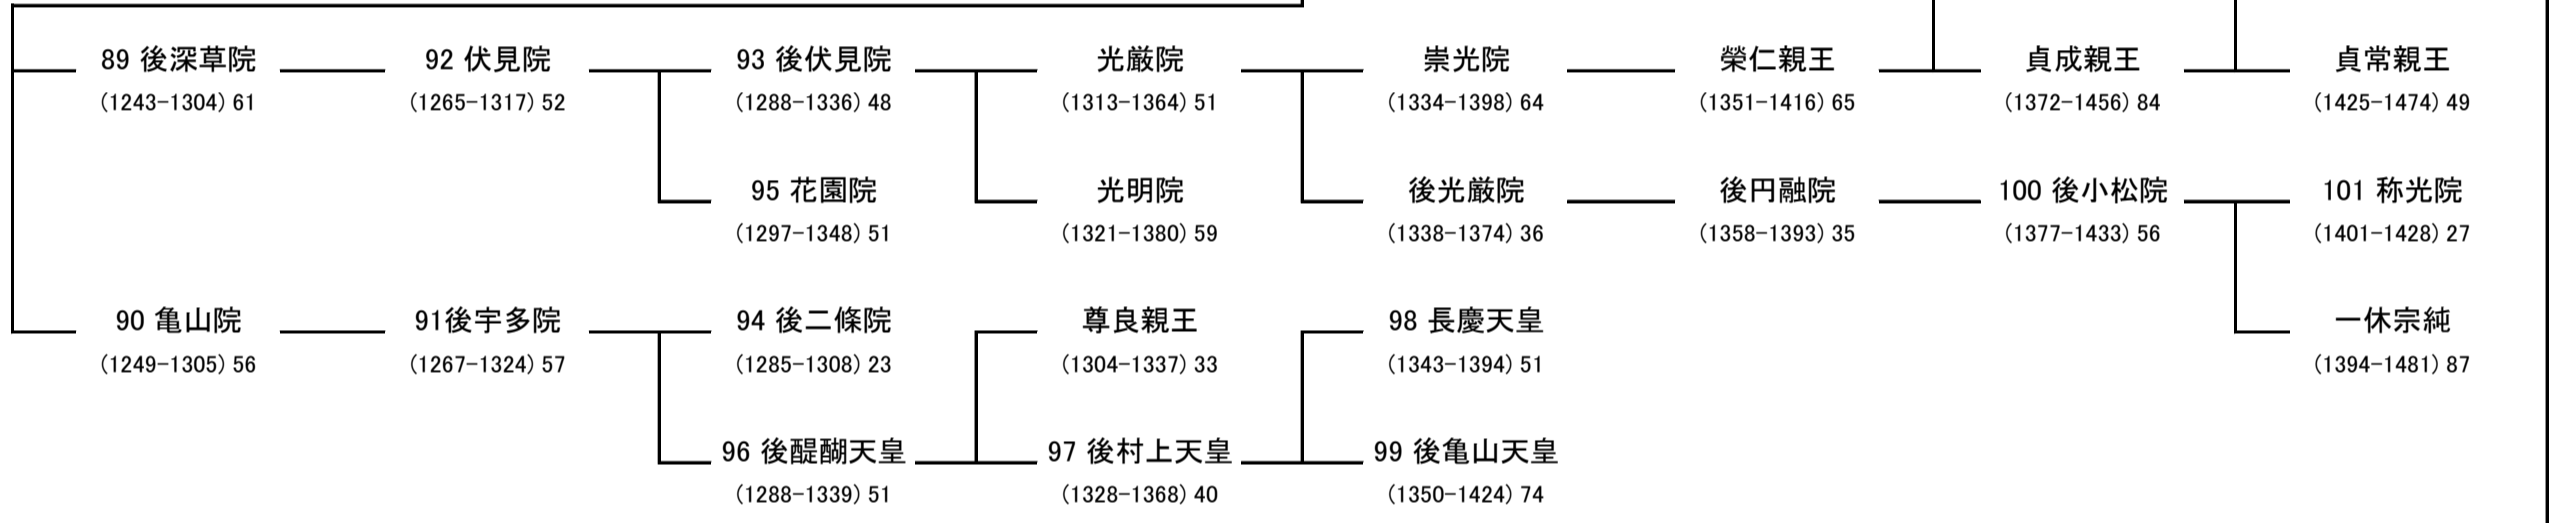 89 後深草院
(1243-1304) 61
92 伏見院
(1265-1317) 52
93 後伏見院
(1288-1336) 48
光厳院
(1313-1364) 51
崇光院
(1334-1398) 64
榮仁親王
(1351-1416) 65
貞成親王
(1372-1456) 84
貞常親王
(1425-1474) 49
95 花園院
(1297-1348) 51
光明院
(1321-1380) 59
後光厳院
(1338-1374) 36
後円融院
(1358-1393) 35
100 後小松院
(1377-1433) 56
101 称光院
(1401-1428) 27
90 亀山院
(1249-1305) 56
91後宇多院
(1267-1324) 57
94 後二條院
(1285-1308) 23
尊良親王
(1304-1337) 33
98 長慶天皇
(1343-1394) 51
一休宗純
(1394-1481) 87
96 後醍醐天皇
(1288-1339) 51
97 後村上天皇
(1328-1368) 40
99 後亀山天皇
(1350-1424) 74